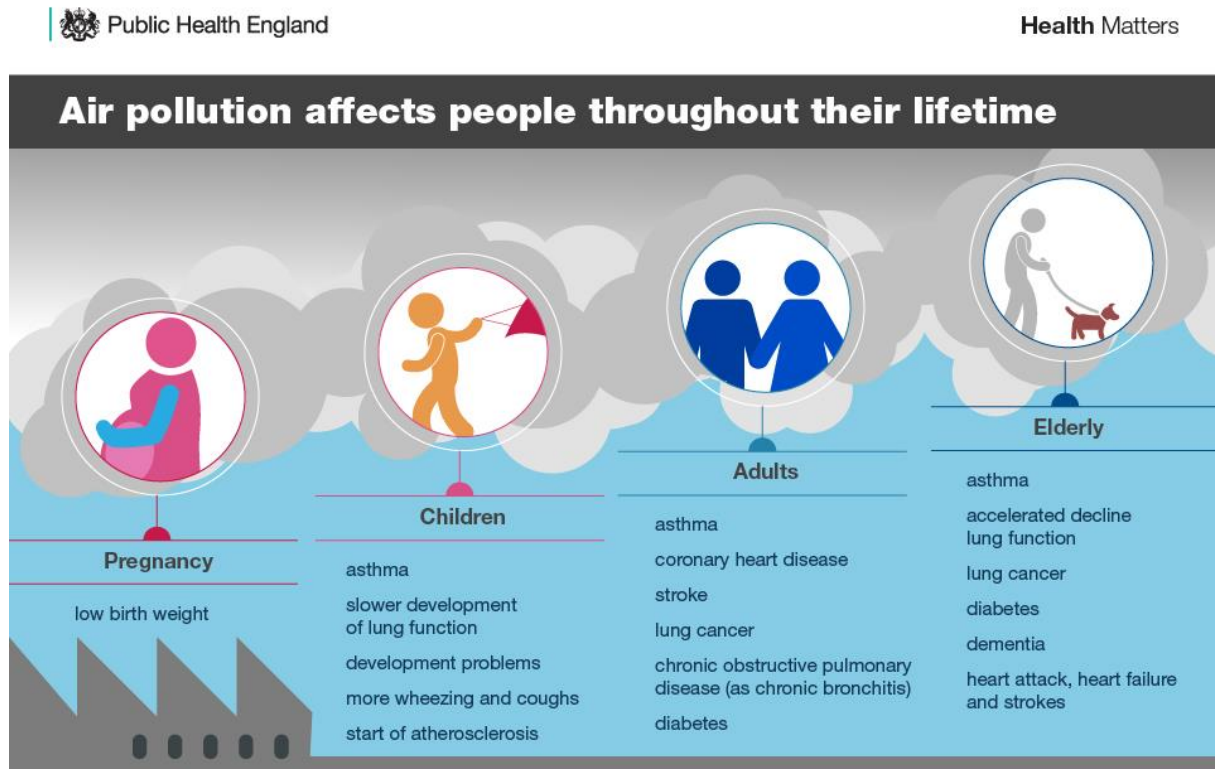 Public Health England
Health Matters
Air pollution affects people throughout their lifetime
Pregnancy
low birth weight
Children
asthma
slower development
of lung function
development problems
more wheezing and coughs
start of atherosclerosis
Adults
asthma
coronary heart disease
stroke
lung cancer
chronic obstructive pulmonary
disease (as chronic bronchitis)
diabetes
Elderly
asthma
accelerated decline
lung function
lung cancer
diabetes
dementia
heart attack, heart failure
and strokes